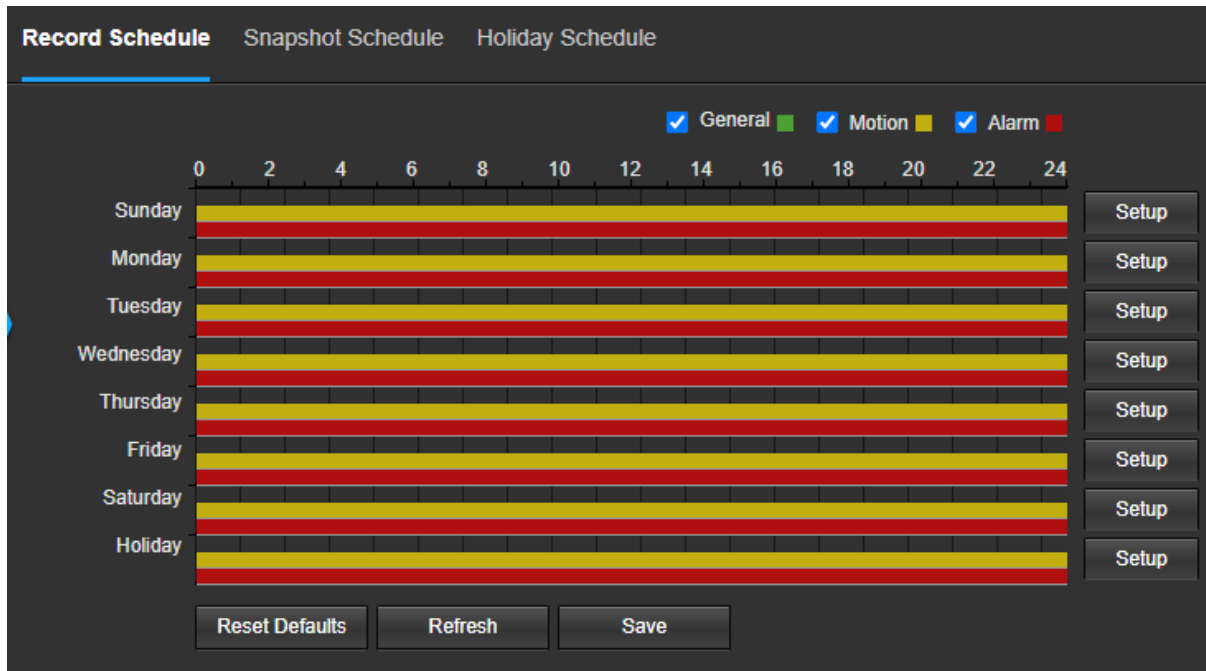 Record Schedule Snapshot Schedule Holiday Schedule
General Motion Alarm
0 2 4 6 8 10 12 14 16 18 20 22 24
Sunday Setup
Monday Setup
Tuesday Setup
Wednesday Setup
Thursday Setup
Friday Setup
Saturday Setup
Holiday Setup
Reset Defaults Refresh Save